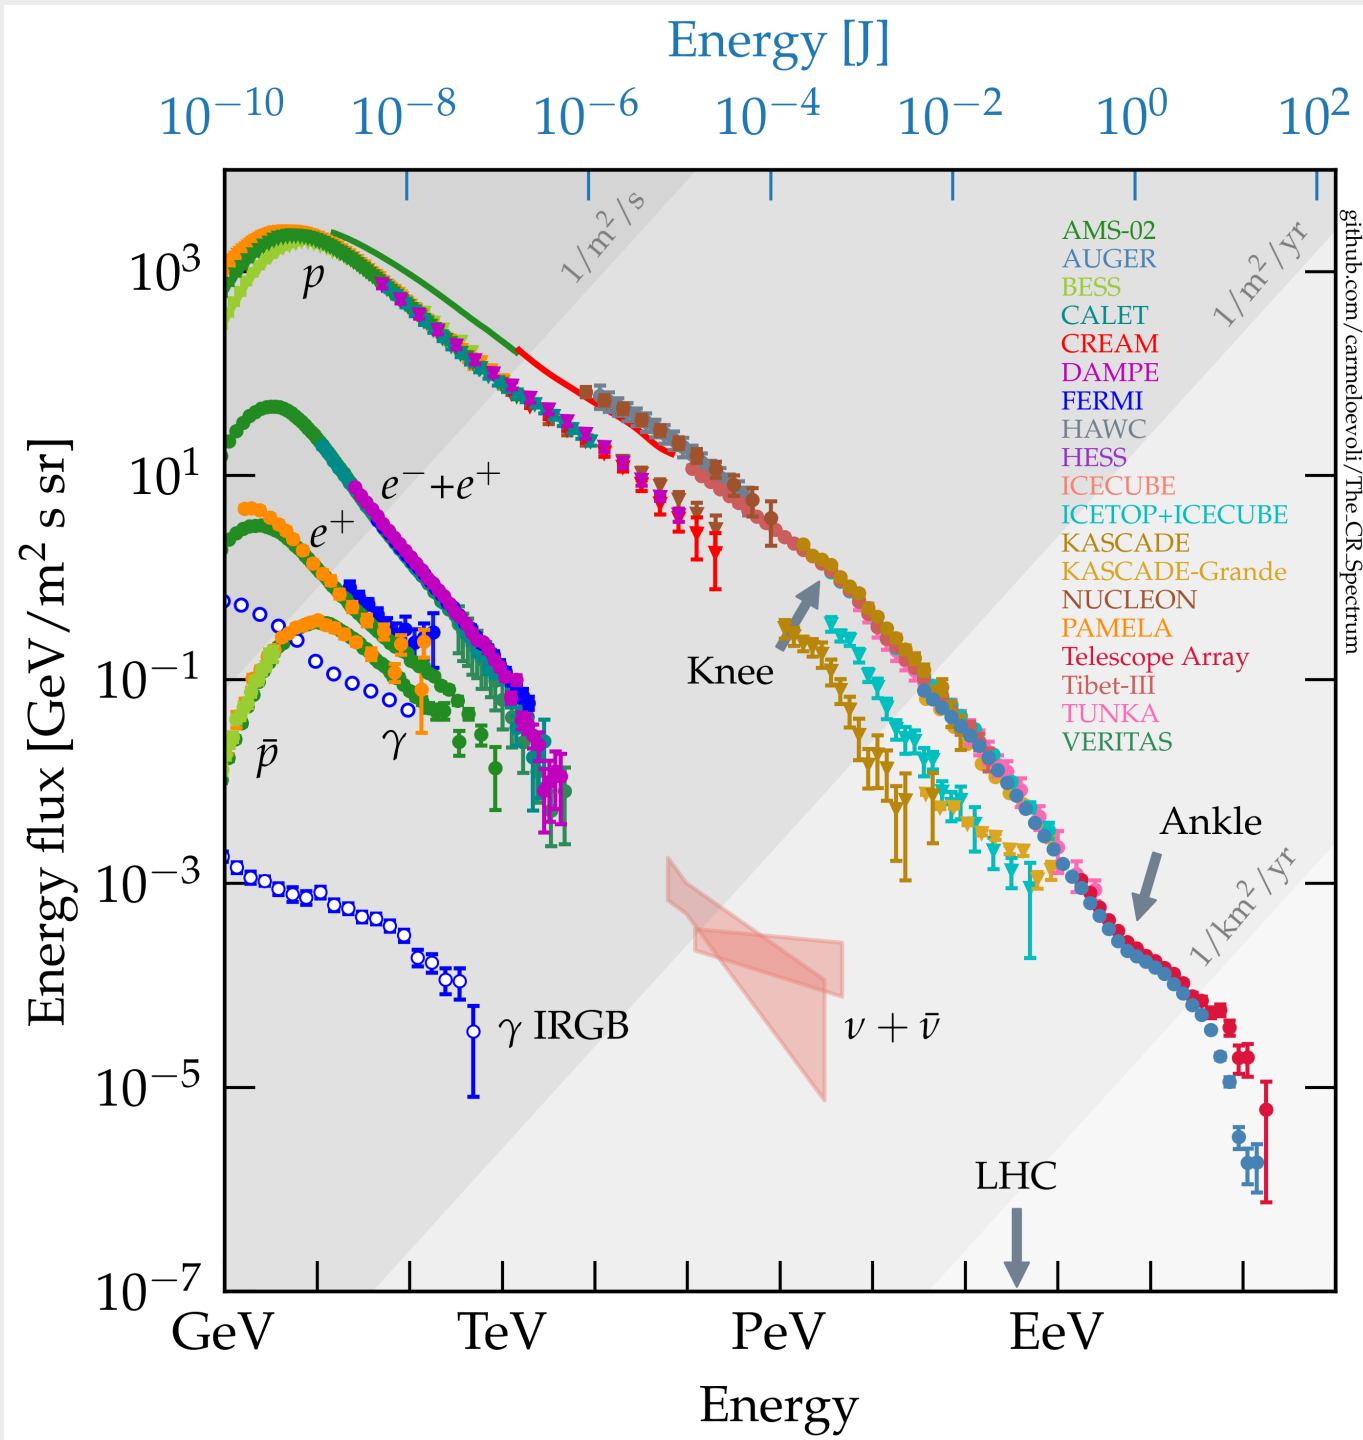 Energy [J]
10⁻¹⁰ 10⁻⁸ 10⁻⁶ 10⁻⁴ 10⁻² 10⁰ 10²
1/m²/s
1/m²/yr
1/km²/yr
github.com/carmeloevoli/The_CR_Spectrum
AMS-02
AUGER
BESS
CALET
CREAM
DAMPE
FERMI
HAWC
HESS
ICECUBE
ICETOP+ICECUBE
KASCADE
KASCADE-Grande
NUCLEON
PAMELA
Telescope Array
Tibet-III
TUNKA
VERITAS
Energy flux [GeV/m² s sr]
10³
10¹
10⁻¹
10⁻³
10⁻⁵
10⁻⁷
p
e⁻+e⁺
e⁺
p̄
γ
Knee
Ankle
γ IRGB
ν + ν̄
LHC
GeV TeV PeV EeV
Energy